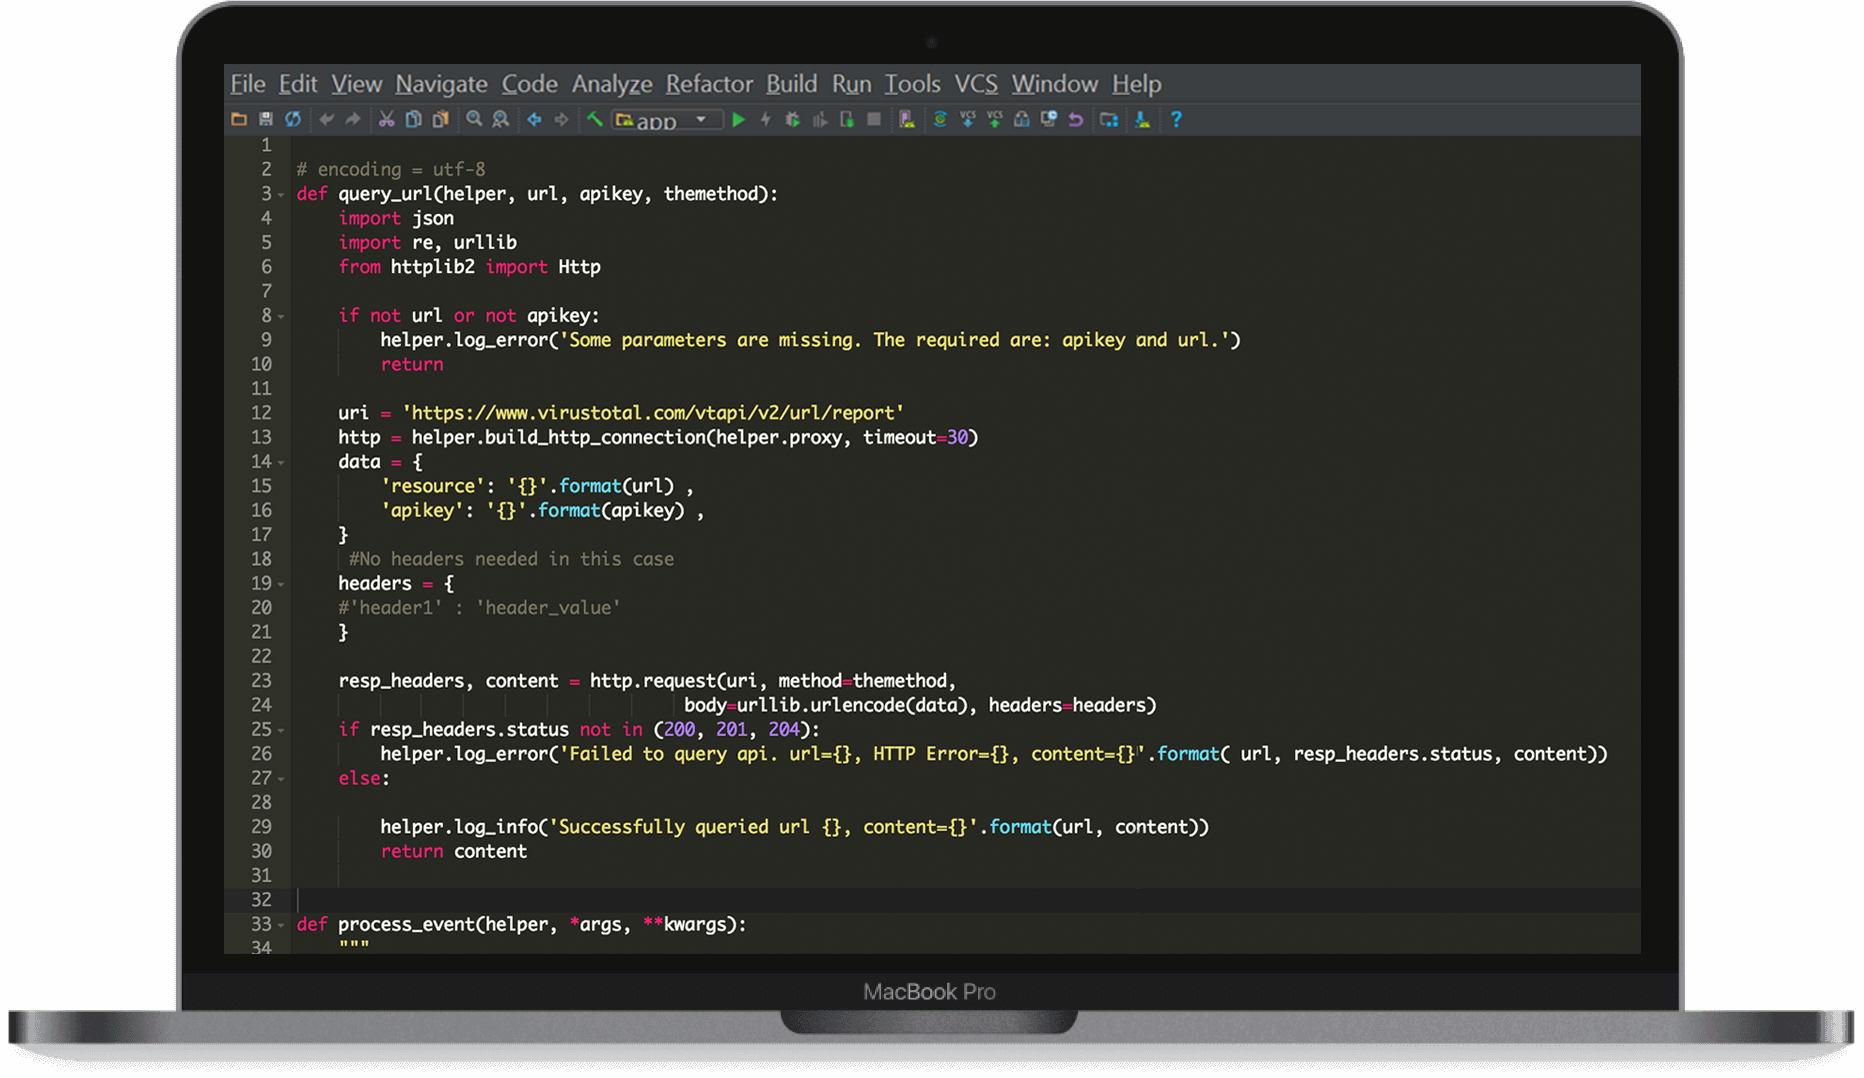 File Edit View Navigate Code Analyze Refactor Build Run Tools VCS Window Help
app VCS VCS ?
1
2 # encoding = utf-8
3 def query_url(helper, url, apikey, themethod):
4     import json
5     import re, urllib
6     from httplib2 import Http
7
8     if not url or not apikey:
9         helper.log_error('Some parameters are missing. The required are: apikey and url.')
10         return
11
12     uri = 'https://www.virustotal.com/vtapi/v2/url/report'
13     http = helper.build_http_connection(helper.proxy, timeout=30)
14     data = {
15         'resource': '{}'.format(url) ,
16         'apikey': '{}'.format(apikey) ,
17     }
18      #No headers needed in this case
19     headers = {
20     #'header1' : 'header_value'
21     }
22
23     resp_headers, content = http.request(uri, method=themethod,
24                                      body=urllib.urlencode(data), headers=headers)
25     if resp_headers.status not in (200, 201, 204):
26         helper.log_error('Failed to query api. url={}, HTTP Error={}, content={}'.format( url, resp_headers.status, content))
27     else:
28
29         helper.log_info('Successfully queried url {}, content={}'.format(url, content))
30         return content
31
32
33 def process_event(helper, *args, **kwargs):
34     """
MacBook Pro